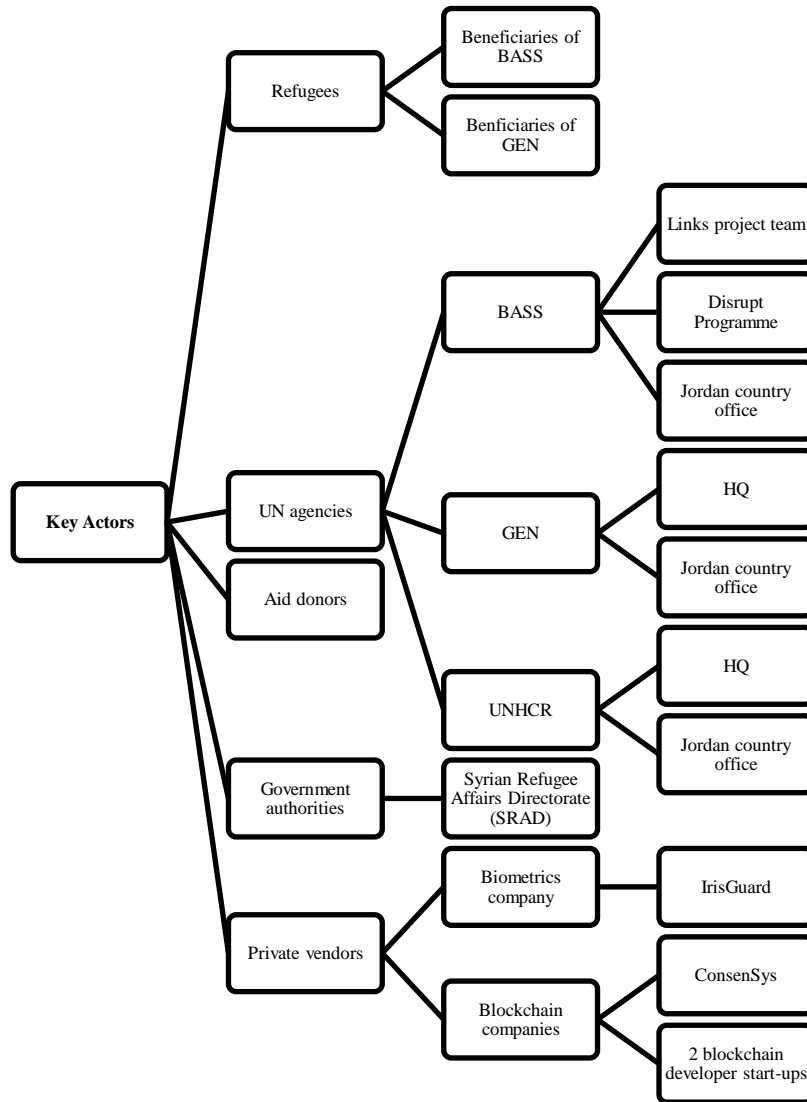 Key Actors
Refugees
Beneficiaries of
BASS
Benficiaries of
GEN
UN agencies
BASS
Links project team
Disrupt
Programme
Jordan country
office
GEN
HQ
Jordan country
office
UNHCR
HQ
Jordan country
office
Aid donors
Government
authorities
Syrian Refugee
Affairs Directorate
(SRAD)
Private vendors
Biometrics
company
IrisGuard
Blockchain
companies
ConsenSys
2 blockchain
developer start-ups